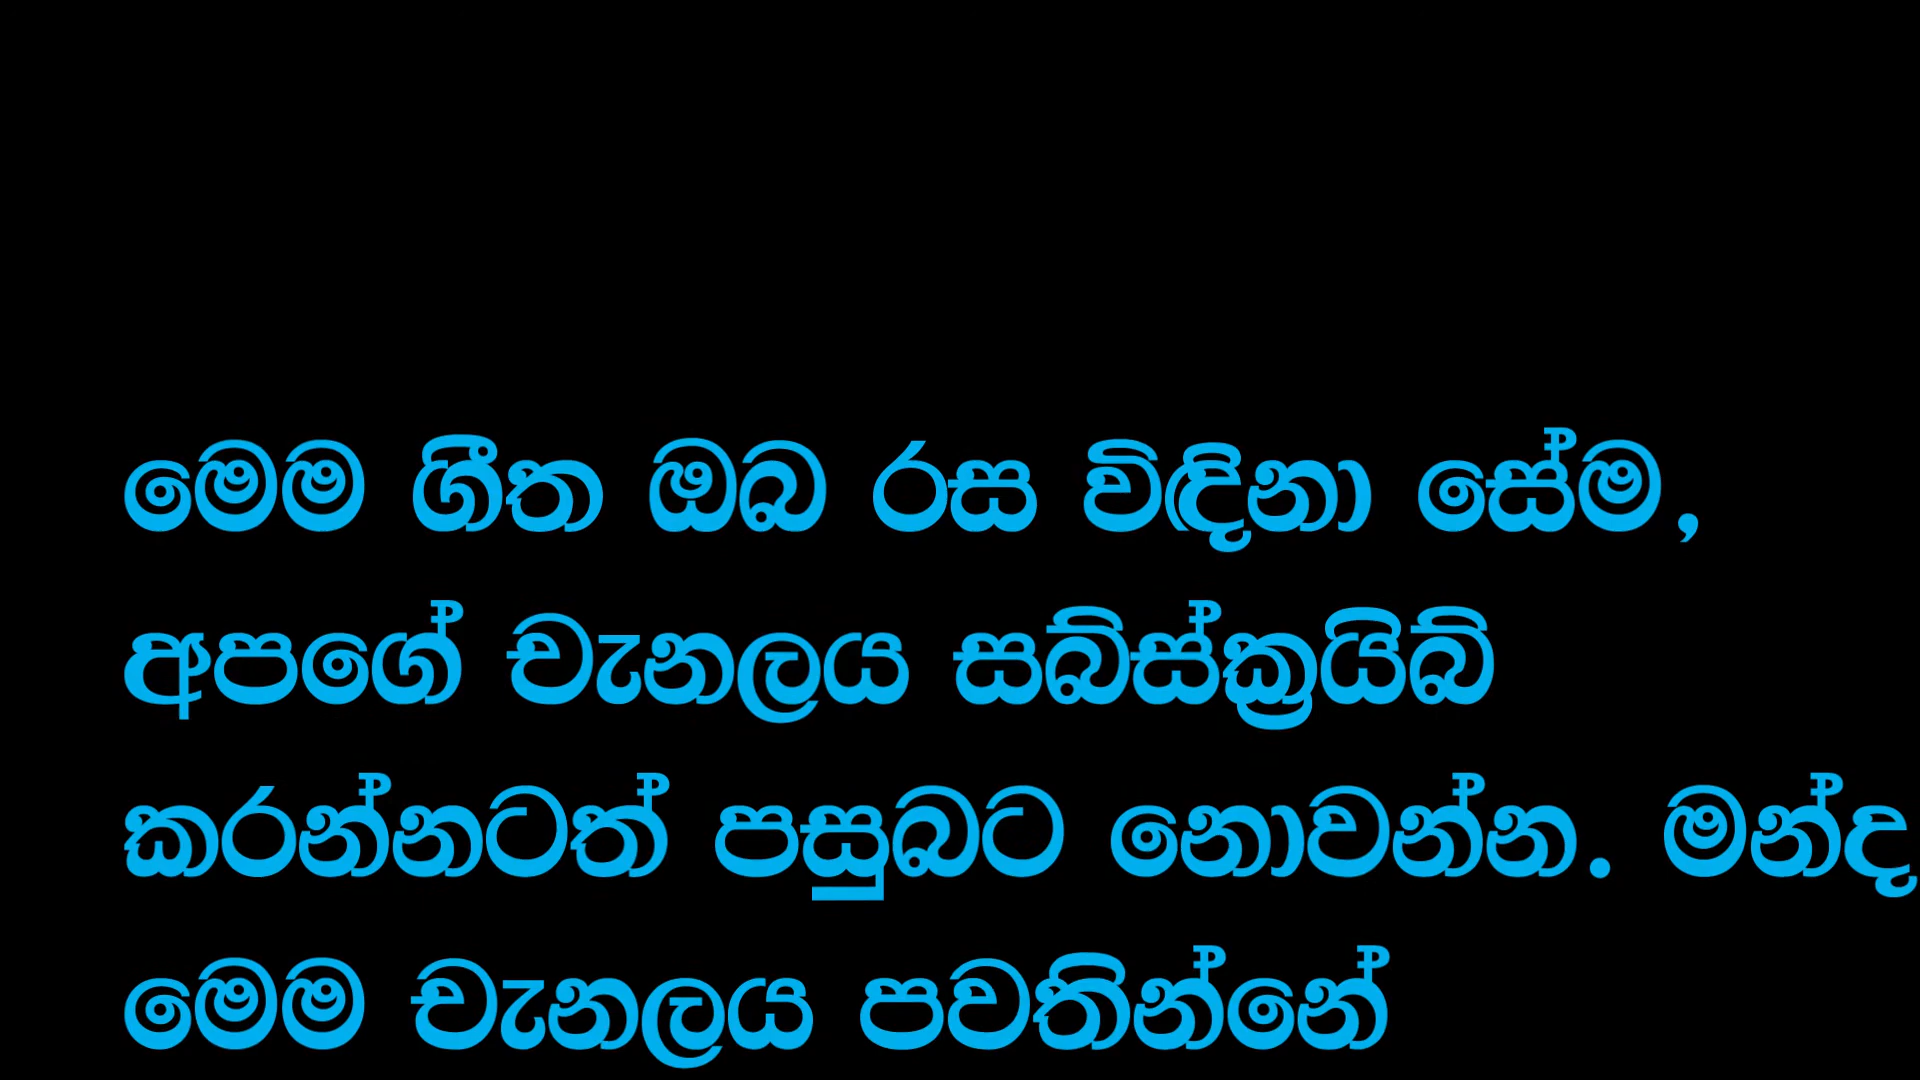 මෙම ගීත ඔබ රස විඳිනා සේම,
අපගේ චැනලය සබ්ස්ක්‍රයිබ්
කරන්නටත් පසුබට නොවන්න. මන්ද
මෙම චැනලය පවතින්නේ